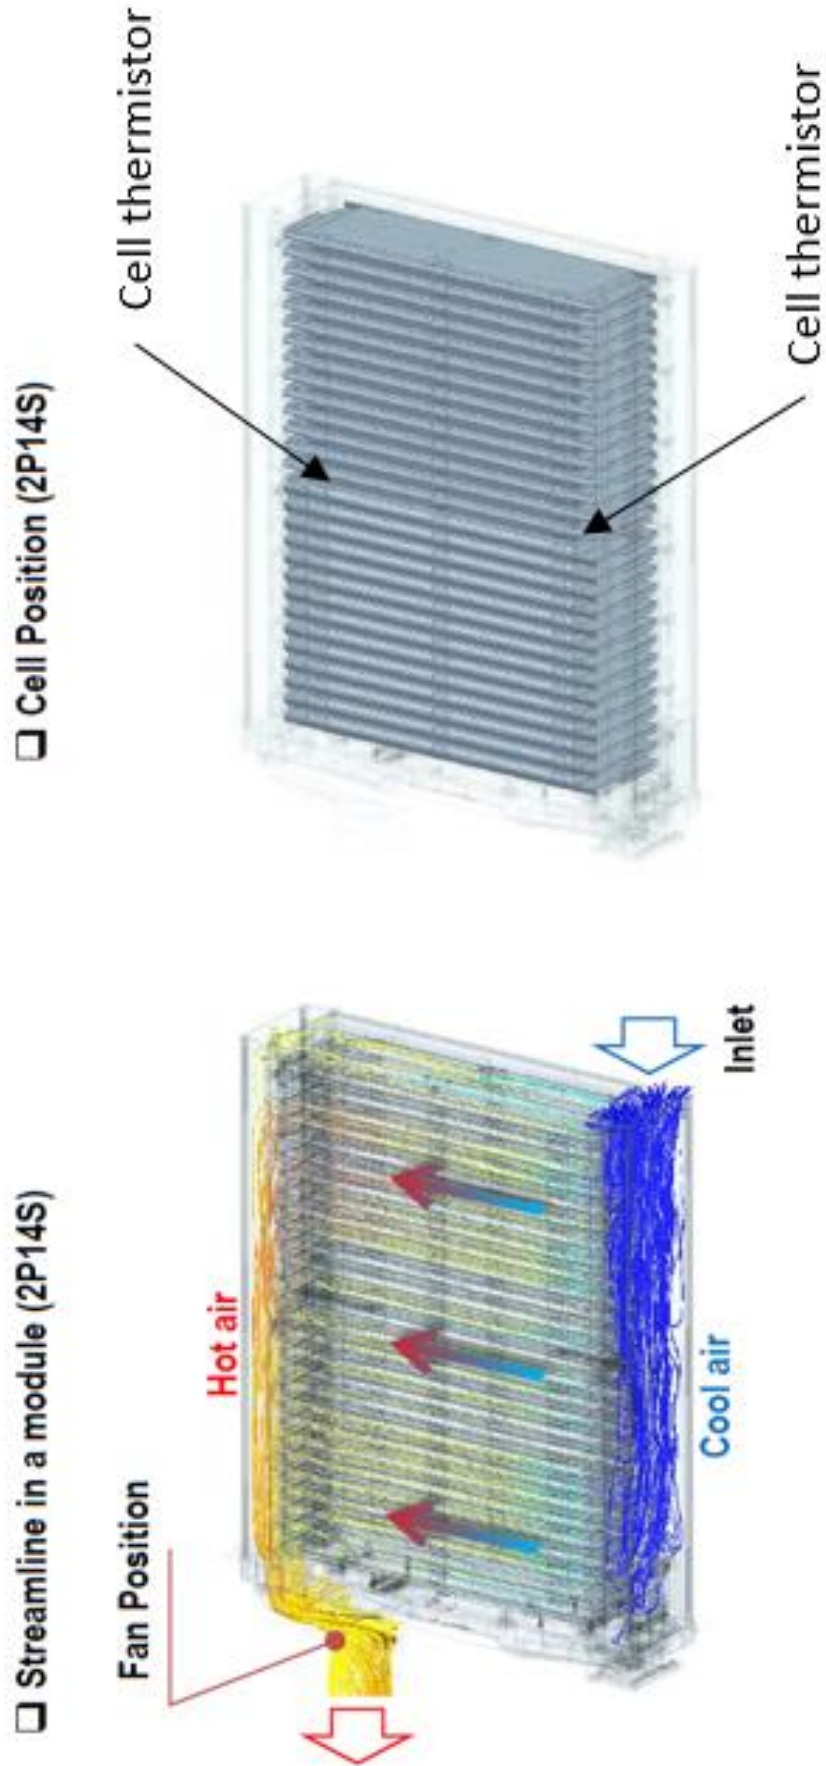 ❑ Streamline in a module (2P14S)
Fan Position
Hot air
Cool air
Inlet
❑ Cell Position (2P14S)
Cell thermistor
Cell thermistor